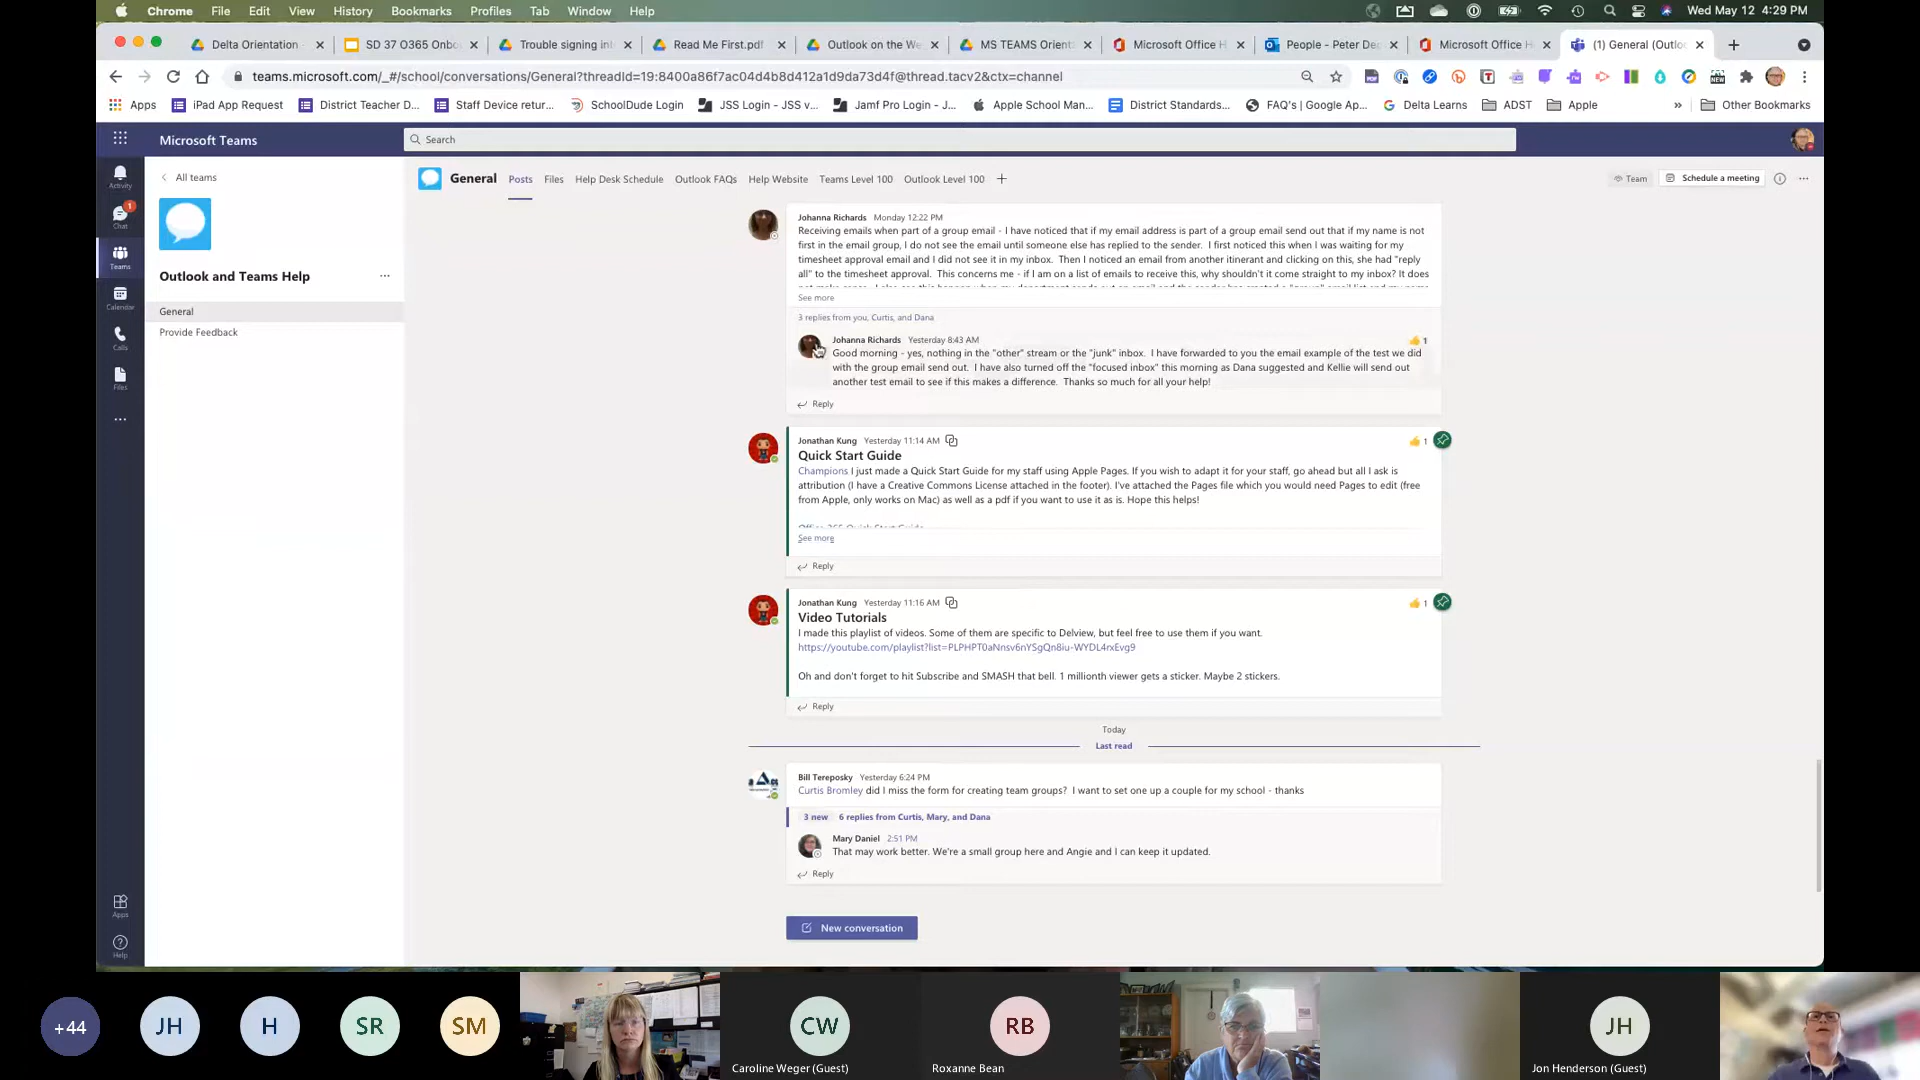 Chrome File Edit View History Bookmarks Profiles Tab Window Help Wed May 12 4:29 PM
Delta Orientation SD 37 O365 Onbo Trouble signing in Read Me First.pdf Outlook on the We MS TEAMS Orient Microsoft Office H People - Peter De Microsoft Office H (1) General (Outlo
teams.microsoft.com/_#/school/conversations/General?threadId=19:8400a86f7ac04d4b8d412a1d9da73d4f@thread.tacv2&ctx=channel
Apps iPad App Request District Teacher D... Staff Device retur... SchoolDude Login JSS Login - JSS v... Jamf Pro Login - J... Apple School Man... District Standards... FAQ's | Google Ap... Delta Learns ADST Apple » Other Bookmarks
Microsoft Teams Search
All teams
General Posts Files Help Desk Schedule Outlook FAQs Help Website Teams Level 100 Outlook Level 100 + Team Schedule a meeting
Activity
1
Chat
Teams
Calendar
Calls
Files
Apps
Help
Outlook and Teams Help
General
Provide Feedback
Johanna Richards Monday 12:22 PM
Receiving emails when part of a group email - I have noticed that if my email address is part of a group email send out that if my name is not
first in the email group, I do not see the email until someone else has replied to the sender. I first noticed this when I was waiting for my
timesheet approval email and I did not see it in my inbox. Then I noticed an email from another itinerant and clicking on this, she had "reply
all" to the timesheet approval. This concerns me - if I am on a list of emails to receive this, why shouldn't it come straight to my inbox? It does
See more
3 replies from you, Curtis, and Dana
Johanna Richards Yesterday 8:43 AM 1
Good morning - yes, nothing in the "other" stream or the "junk" inbox. I have forwarded to you the email example of the test we did
with the group email send out. I have also turned off the "focused inbox" this morning as Dana suggested and Kellie will send out
another test email to see if this makes a difference. Thanks so much for all your help!
Reply
Jonathan Kung Yesterday 11:14 AM 1
Quick Start Guide
Champions I just made a Quick Start Guide for my staff using Apple Pages. If you wish to adapt it for your staff, go ahead but all I ask is
attribution (I have a Creative Commons License attached in the footer). I've attached the Pages file which you would need Pages to edit (free
from Apple, only works on Mac) as well as a pdf if you want to use it as is. Hope this helps!
Office 365 Quick Start Guide
See more
Reply
Jonathan Kung Yesterday 11:16 AM 1
Video Tutorials
I made this playlist of videos. Some of them are specific to Delview, but feel free to use them if you want.
https://youtube.com/playlist?list=PLPHPT0aNnsv6nYSgQn8iu-WYDL4rxEvg9
Oh and don't forget to hit Subscribe and SMASH that bell. 1 millionth viewer gets a sticker. Maybe 2 stickers.
Reply
Today
Last read
Bill Tereposky Yesterday 6:24 PM
Curtis Bromley did I miss the form for creating team groups? I want to set one up a couple for my school - thanks
3 new 6 replies from Curtis, Mary, and Dana
Mary Daniel 2:51 PM
That may work better. We're a small group here and Angie and I can keep it updated.
Reply
New conversation
+44 JH H SR SM CW RB JH
Caroline Weger (Guest) Roxanne Bean Jon Henderson (Guest)